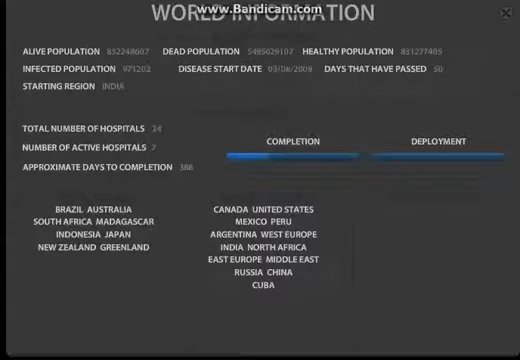 www.Bandicam.com
WORLD INFORMATION
ALIVE POPULATION 832248607 DEAD POPULATION 5495629107 HEALTHY POPULATION 831277405
INFECTED POPULATION 971202 DISEASE START DATE 03/08/2008 DAYS THAT HAVE PASSED 50
STARTING REGION INDIA
TOTAL NUMBER OF HOSPITALS 24
NUMBER OF ACTIVE HOSPITALS 7
APPROXIMATE DAYS TO COMPLETION 388
COMPLETION DEPLOYMENT
BRAZIL AUSTRALIA
SOUTH AFRICA MADAGASCAR
INDONESIA JAPAN
NEW ZEALAND GREENLAND
CANADA UNITED STATES
MEXICO PERU
ARGENTINA WEST EUROPE
INDIA NORTH AFRICA
EAST EUROPE MIDDLE EAST
RUSSIA CHINA
CUBA